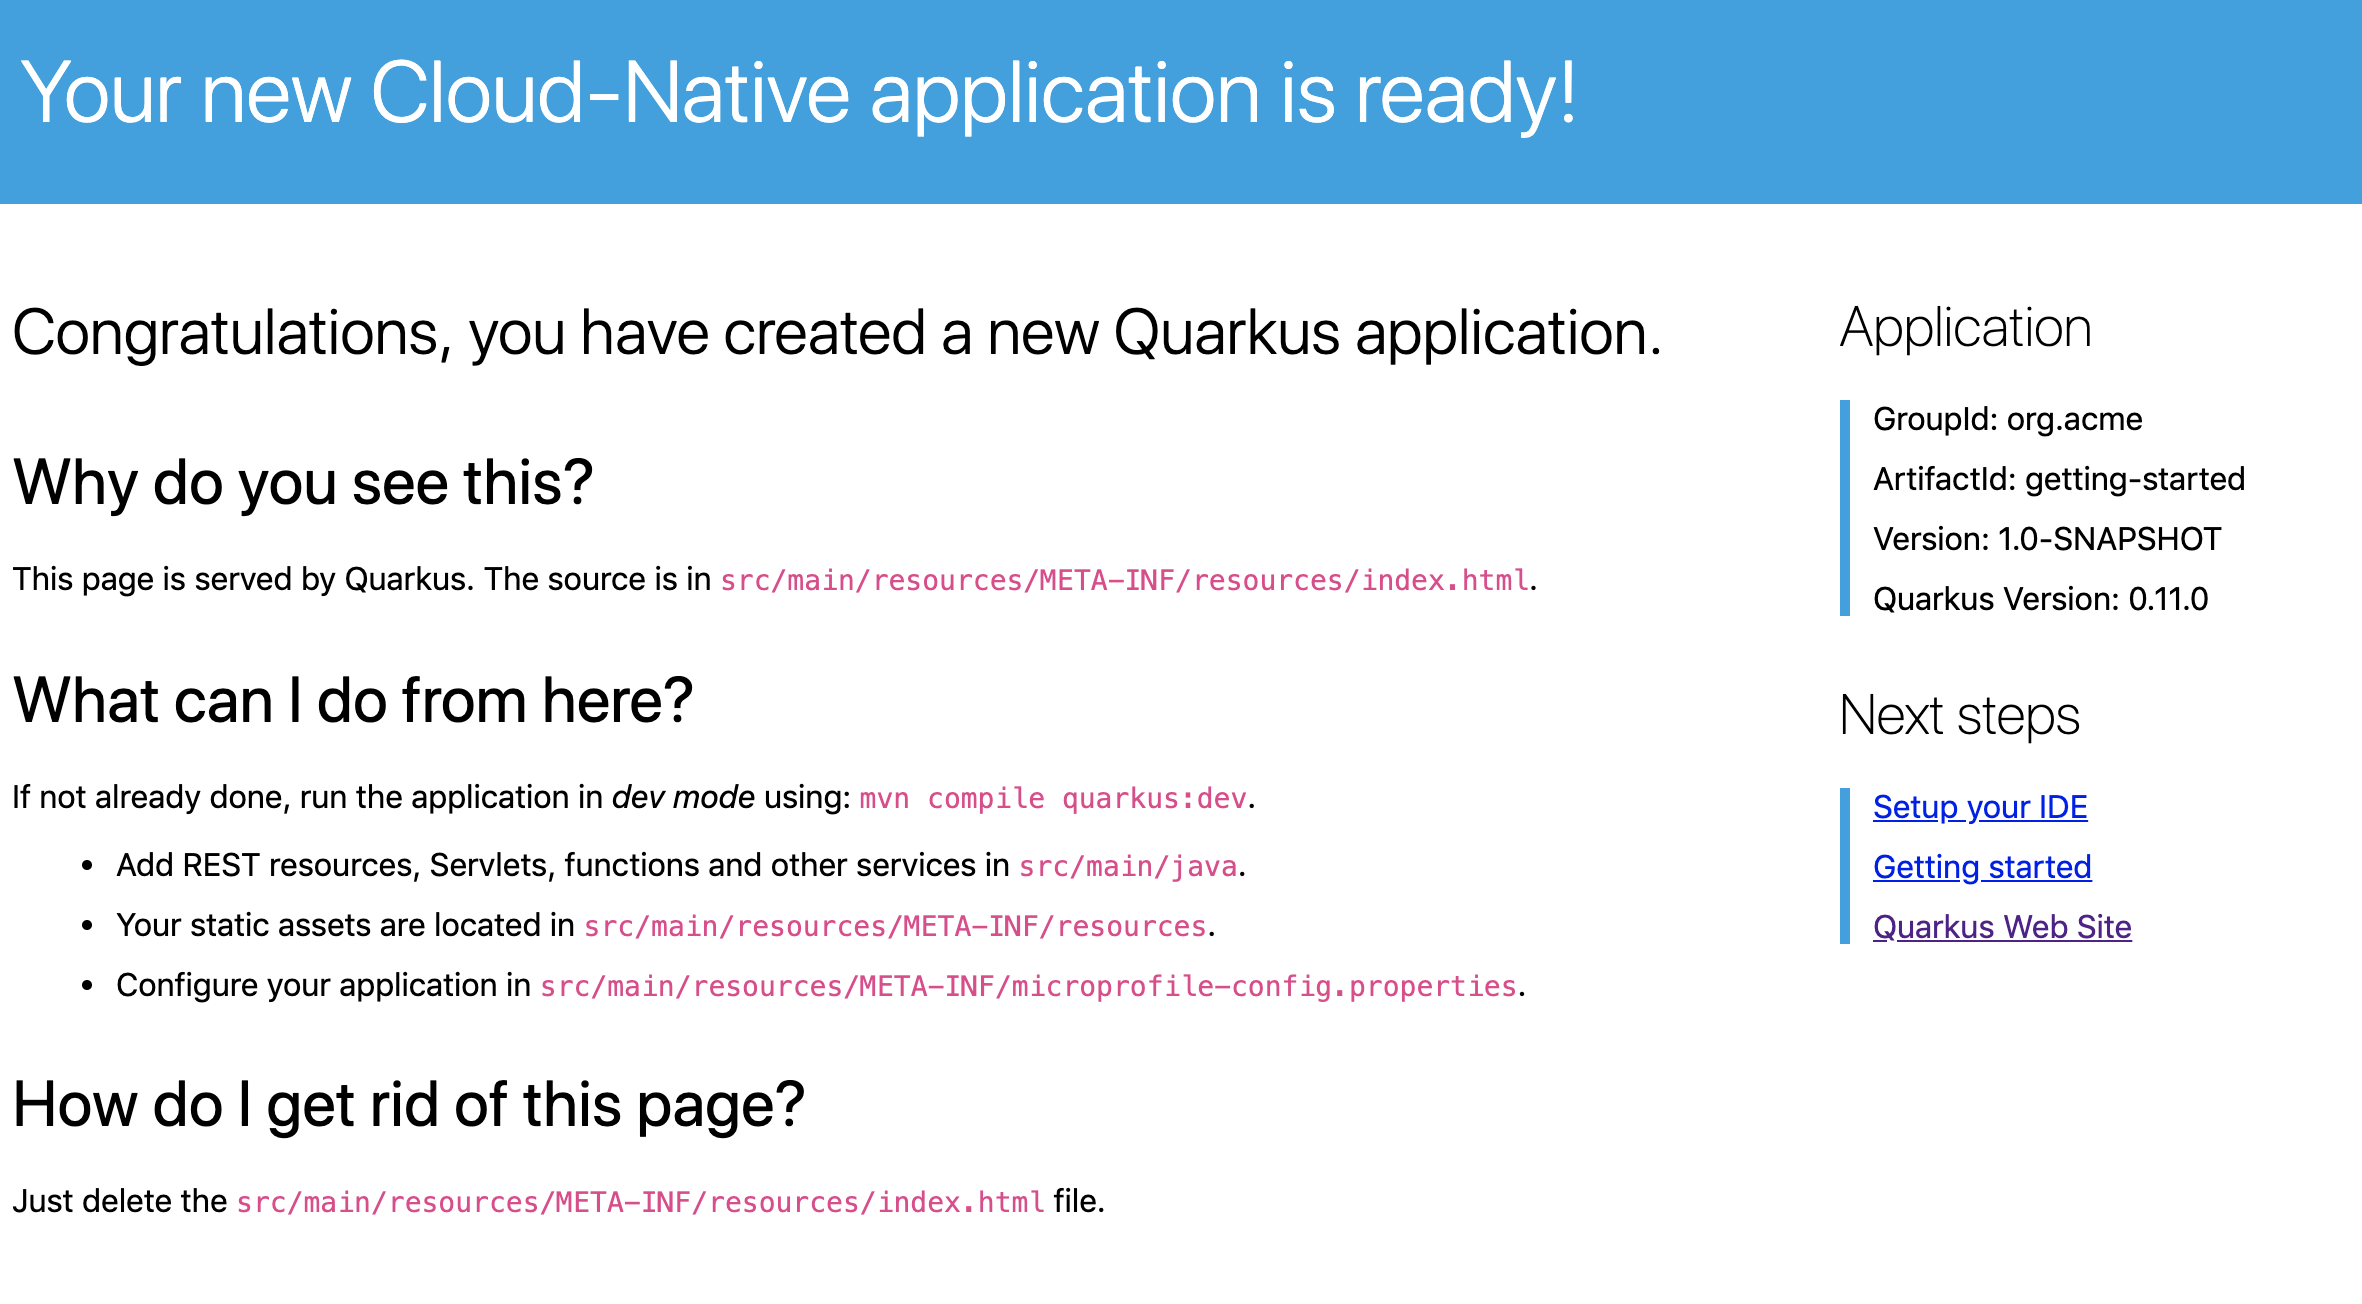 Your new Cloud-Native application is ready!
Congratulations, you have created a new Quarkus application.
Why do you see this?
This page is served by Quarkus. The source is in src/main/resources/META-INF/resources/index.html.
What can I do from here?
If not already done, run the application in dev mode using: mvn compile quarkus:dev.
• Add REST resources, Servlets, functions and other services in src/main/java.
• Your static assets are located in src/main/resources/META-INF/resources.
• Configure your application in src/main/resources/META-INF/microprofile-config.properties.
How do I get rid of this page?
Just delete the src/main/resources/META-INF/resources/index.html file.
Application
GroupId: org.acme
ArtifactId: getting-started
Version: 1.0-SNAPSHOT
Quarkus Version: 0.11.0
Next steps
Setup your IDE
Getting started
Quarkus Web Site